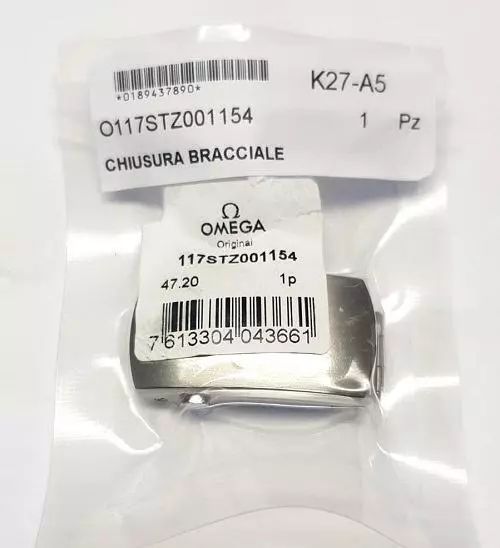 *0189437890*
K27-A5
O117STZ001154
1 Pz
CHIUSURA BRACCIALE
Ω
OMEGA
Original
117STZ001154
47.20 1p
7 613304 043661